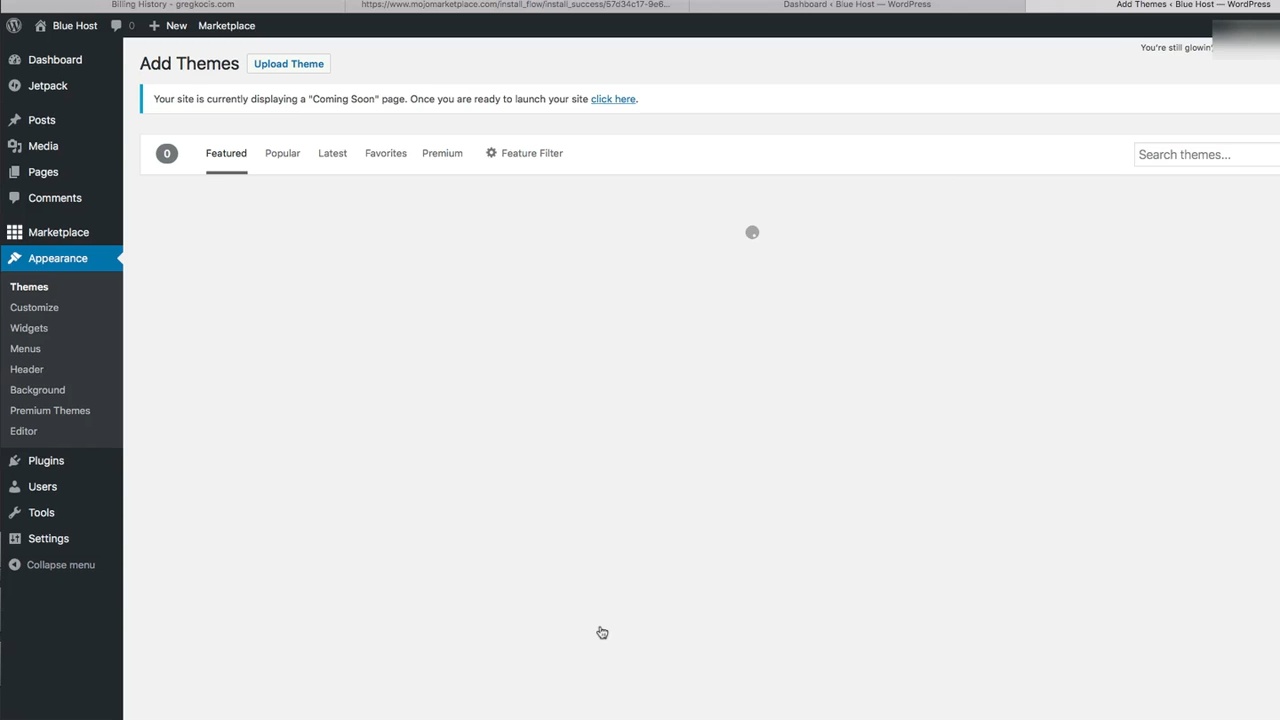 Billing History - gregkocis.com
https://www.mojomarketplace.com/install_flow/install_success/57d34c17-9e6...
Dashboard ‹ Blue Host — WordPress
Add Themes ‹ Blue Host — WordPress
Blue Host
0
New
Marketplace
You're still glowin'
Add Themes
Upload Theme
Your site is currently displaying a "Coming Soon" page. Once you are ready to launch your site click here.
0
Featured
Popular
Latest
Favorites
Premium
Feature Filter
Search themes...
Dashboard
Jetpack
Posts
Media
Pages
Comments
Marketplace
Appearance
Themes
Customize
Widgets
Menus
Header
Background
Premium Themes
Editor
Plugins
Users
Tools
Settings
Collapse menu